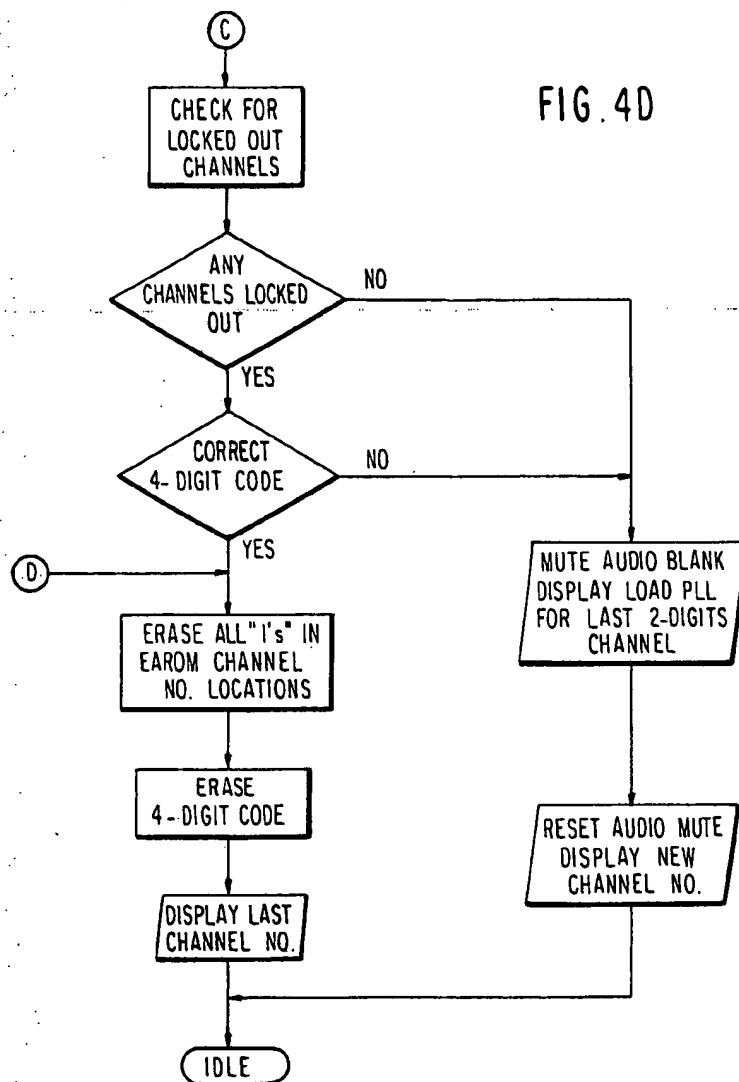 C
FIG. 4D
CHECK FOR
LOCKED OUT
CHANNELS
ANY
CHANNELS LOCKED
OUT
NO
YES
CORRECT
4-DIGIT CODE
NO
YES
D
MUTE AUDIO BLANK
DISPLAY LOAD PLL
FOR LAST 2-DIGITS
CHANNEL
ERASE ALL "1's" IN
EAROM CHANNEL
NO. LOCATIONS
ERASE
4-DIGIT CODE
RESET AUDIO MUTE
DISPLAY NEW
CHANNEL NO.
DISPLAY LAST
CHANNEL NO.
IDLE